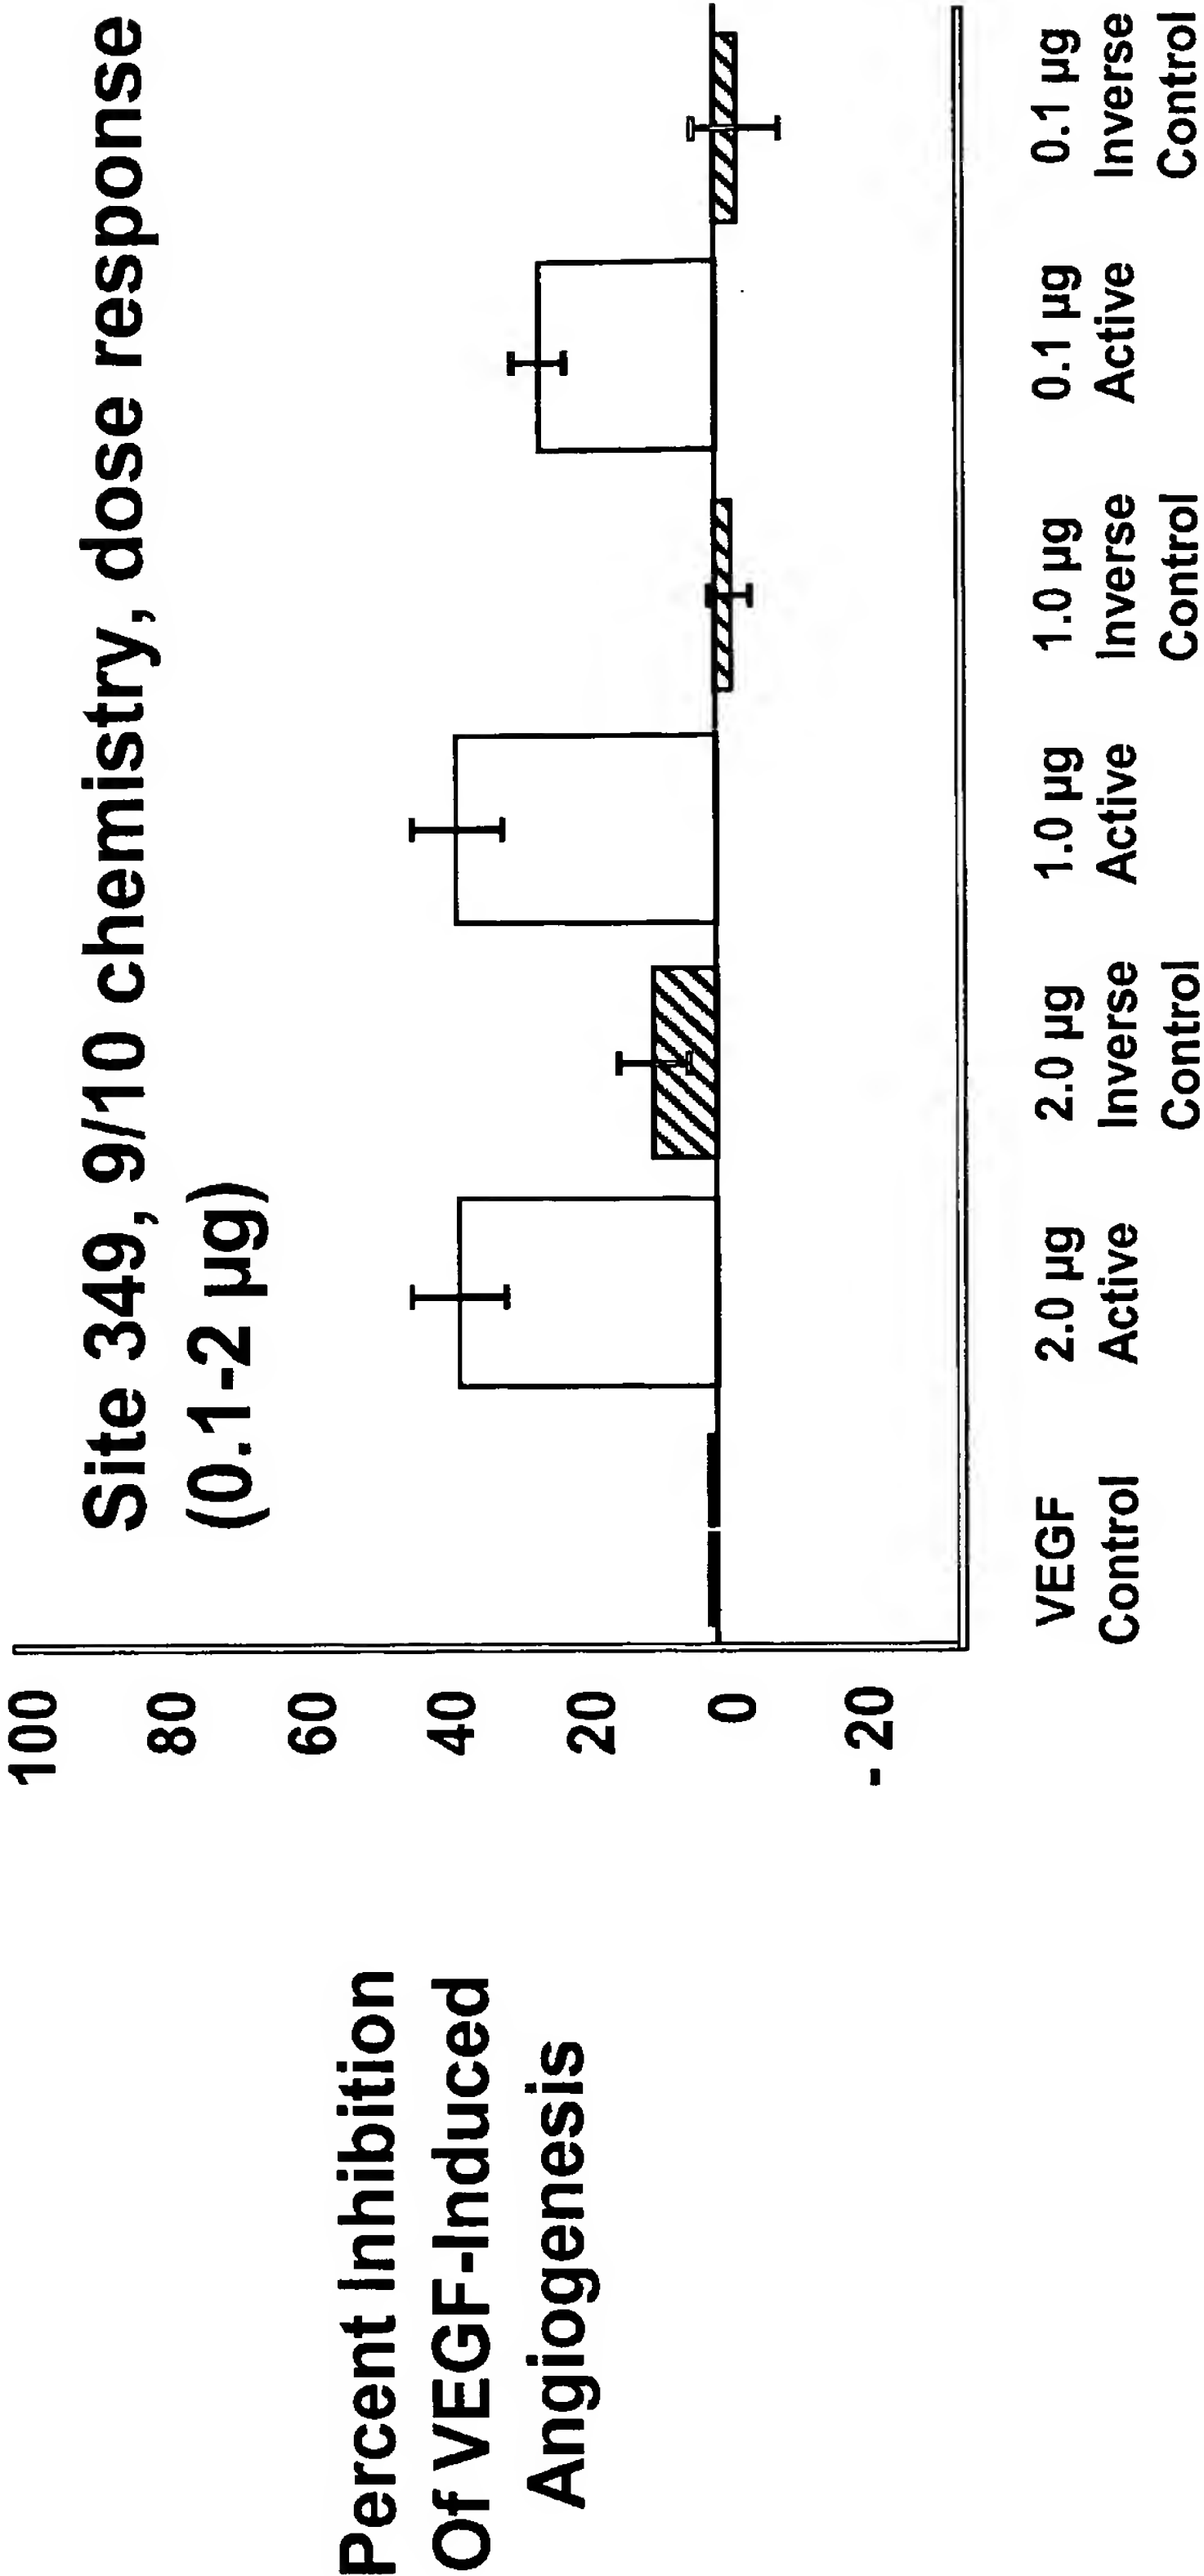 Site 349, 9/10 chemistry, dose response
(0.1-2 µg)
Percent Inhibition
Of VEGF-Induced
Angiogenesis
100
80
60
40
20
0
- 20
VEGF
Control
2.0 µg
Active
2.0 µg
Inverse
Control
1.0 µg
Active
1.0 µg
Inverse
Control
0.1 µg
Active
0.1 µg
Inverse
Control